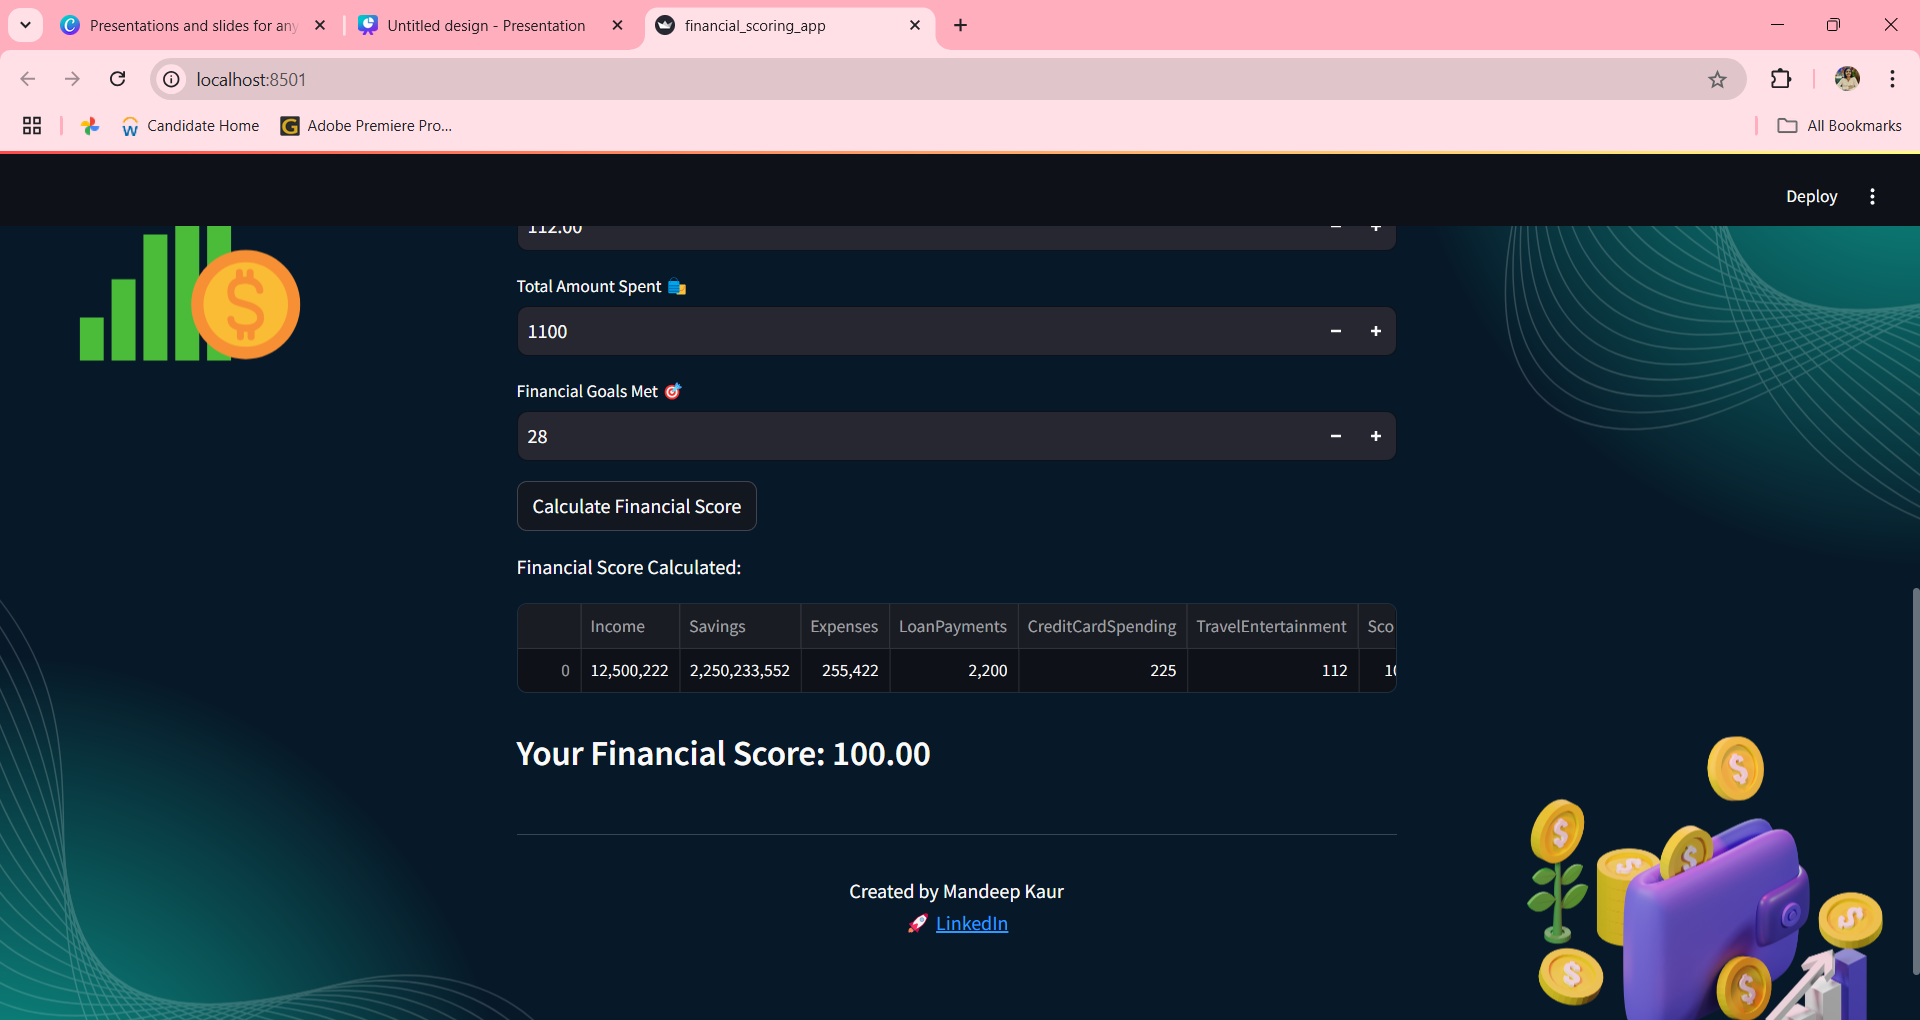 Presentations and slides for any
Untitled design - Presentation
financial_scoring_app
localhost:8501
Candidate Home
Adobe Premiere Pro...
All Bookmarks
Deploy
112.00
Total Amount Spent
1100
Financial Goals Met
28
Calculate Financial Score
Financial Score Calculated:
Income Savings Expenses LoanPayments CreditCardSpending TravelEntertainment Sco
0 12,500,222 2,250,233,552 255,422 2,200 225 112 10
Your Financial Score: 100.00
Created by Mandeep Kaur
LinkedIn